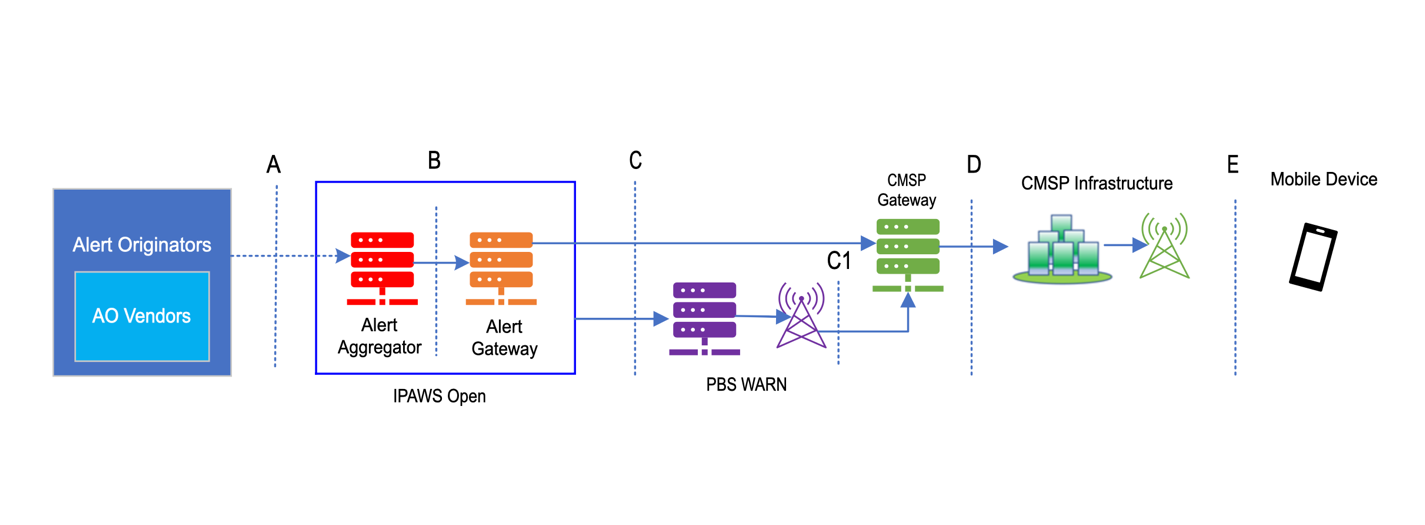 A
B
C
D
E
C1
Alert Originators
AO Vendors
Alert
Aggregator
Alert
Gateway
IPAWS Open
PBS WARN
CMSP
Gateway
CMSP Infrastructure
Mobile Device